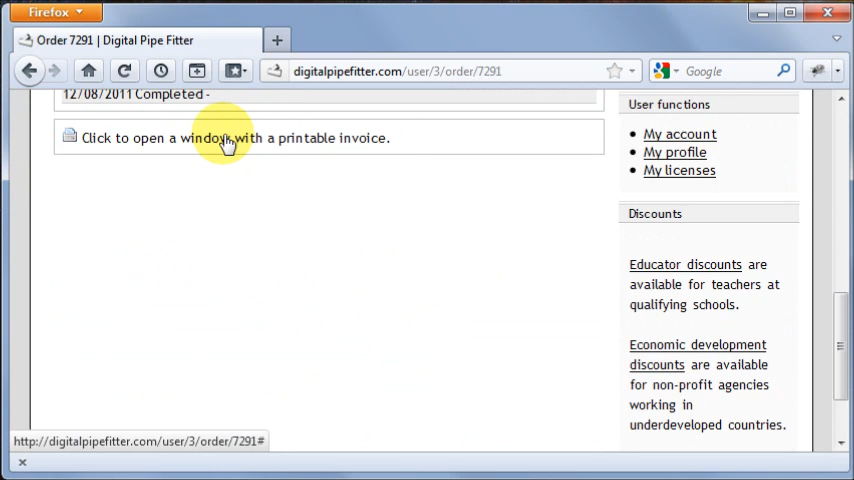 Firefox
Order 7291 | Digital Pipe Fitter
digitalpipefitter.com/user/3/order/7291
Google
12/08/2011 Completed -
Click to open a window with a printable invoice.
User functions
My account
My profile
My licenses
Discounts
Educator discounts are
available for teachers at
qualifying schools.
Economic development
discounts are available
for non-profit agencies
working in
underdeveloped countries.
http://digitalpipefitter.com/user/3/order/7291#